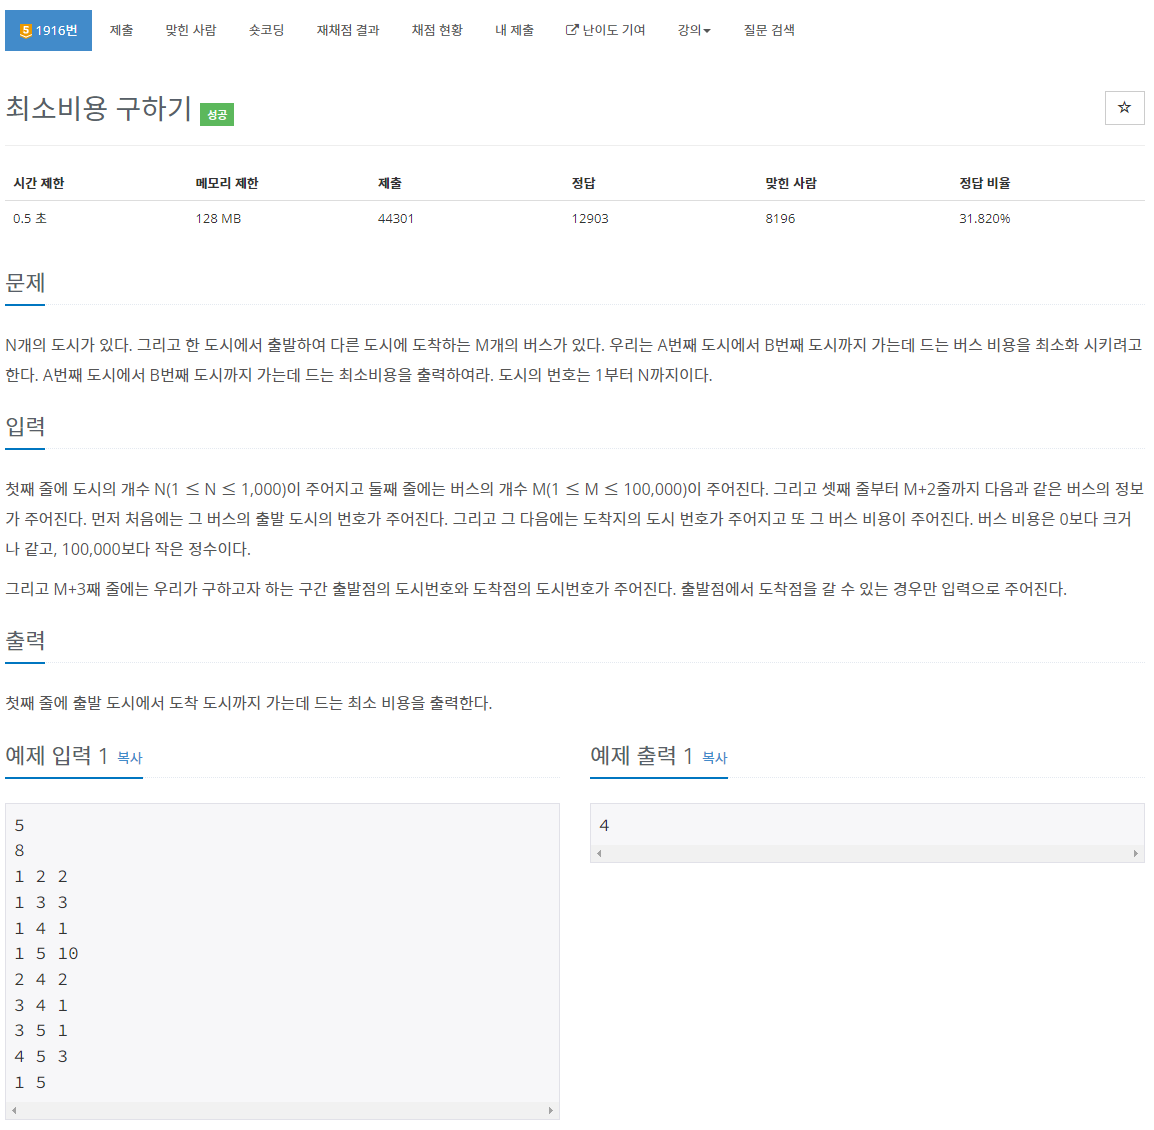 5 1916번 제출 맞힌 사람 숏코딩 재채점 결과 채점 현황 내 제출 난이도 기여 강의 질문 검색
최소비용 구하기 성공
시간 제한 메모리 제한 제출 정답 맞힌 사람 정답 비율
0.5 초 128 MB 44301 12903 8196 31.820%
문제
N개의 도시가 있다. 그리고 한 도시에서 출발하여 다른 도시에 도착하는 M개의 버스가 있다. 우리는 A번째 도시에서 B번째 도시까지 가는데 드는 버스 비용을 최소화 시키려고
한다. A번째 도시에서 B번째 도시까지 가는데 드는 최소비용을 출력하여라. 도시의 번호는 1부터 N까지이다.
입력
첫째 줄에 도시의 개수 N(1 ≤ N ≤ 1,000)이 주어지고 둘째 줄에는 버스의 개수 M(1 ≤ M ≤ 100,000)이 주어진다. 그리고 셋째 줄부터 M+2줄까지 다음과 같은 버스의 정보
가 주어진다. 먼저 처음에는 그 버스의 출발 도시의 번호가 주어진다. 그리고 그 다음에는 도착지의 도시 번호가 주어지고 또 그 버스 비용이 주어진다. 버스 비용은 0보다 크거
나 같고, 100,000보다 작은 정수이다.
그리고 M+3째 줄에는 우리가 구하고자 하는 구간 출발점의 도시번호와 도착점의 도시번호가 주어진다. 출발점에서 도착점을 갈 수 있는 경우만 입력으로 주어진다.
출력
첫째 줄에 출발 도시에서 도착 도시까지 가는데 드는 최소 비용을 출력한다.
예제 입력 1 복사
5
8
1 2 2
1 3 3
1 4 1
1 5 10
2 4 2
3 4 1
3 5 1
4 5 3
1 5
예제 출력 1 복사
4